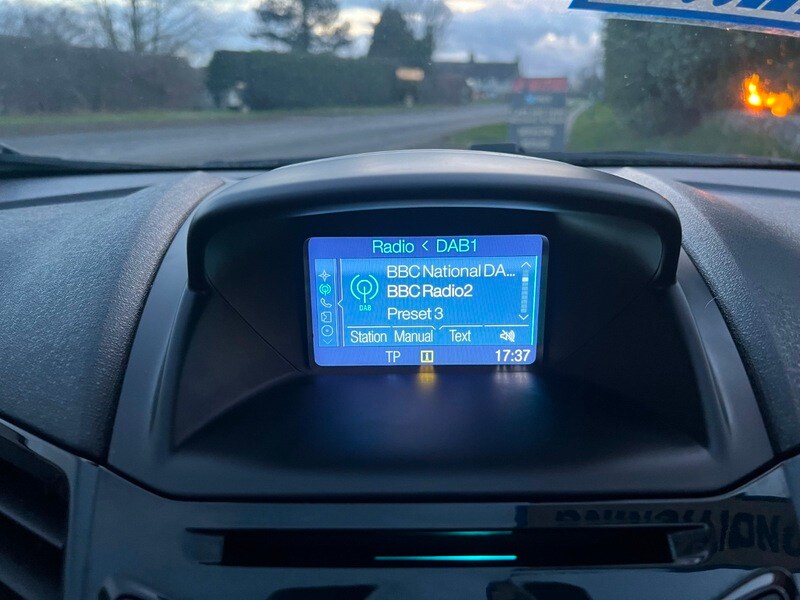 Radio < DAB1
BBC National DA...
BBC Radio2
DAB
Preset 3
Station Manual Text
TP 17:37